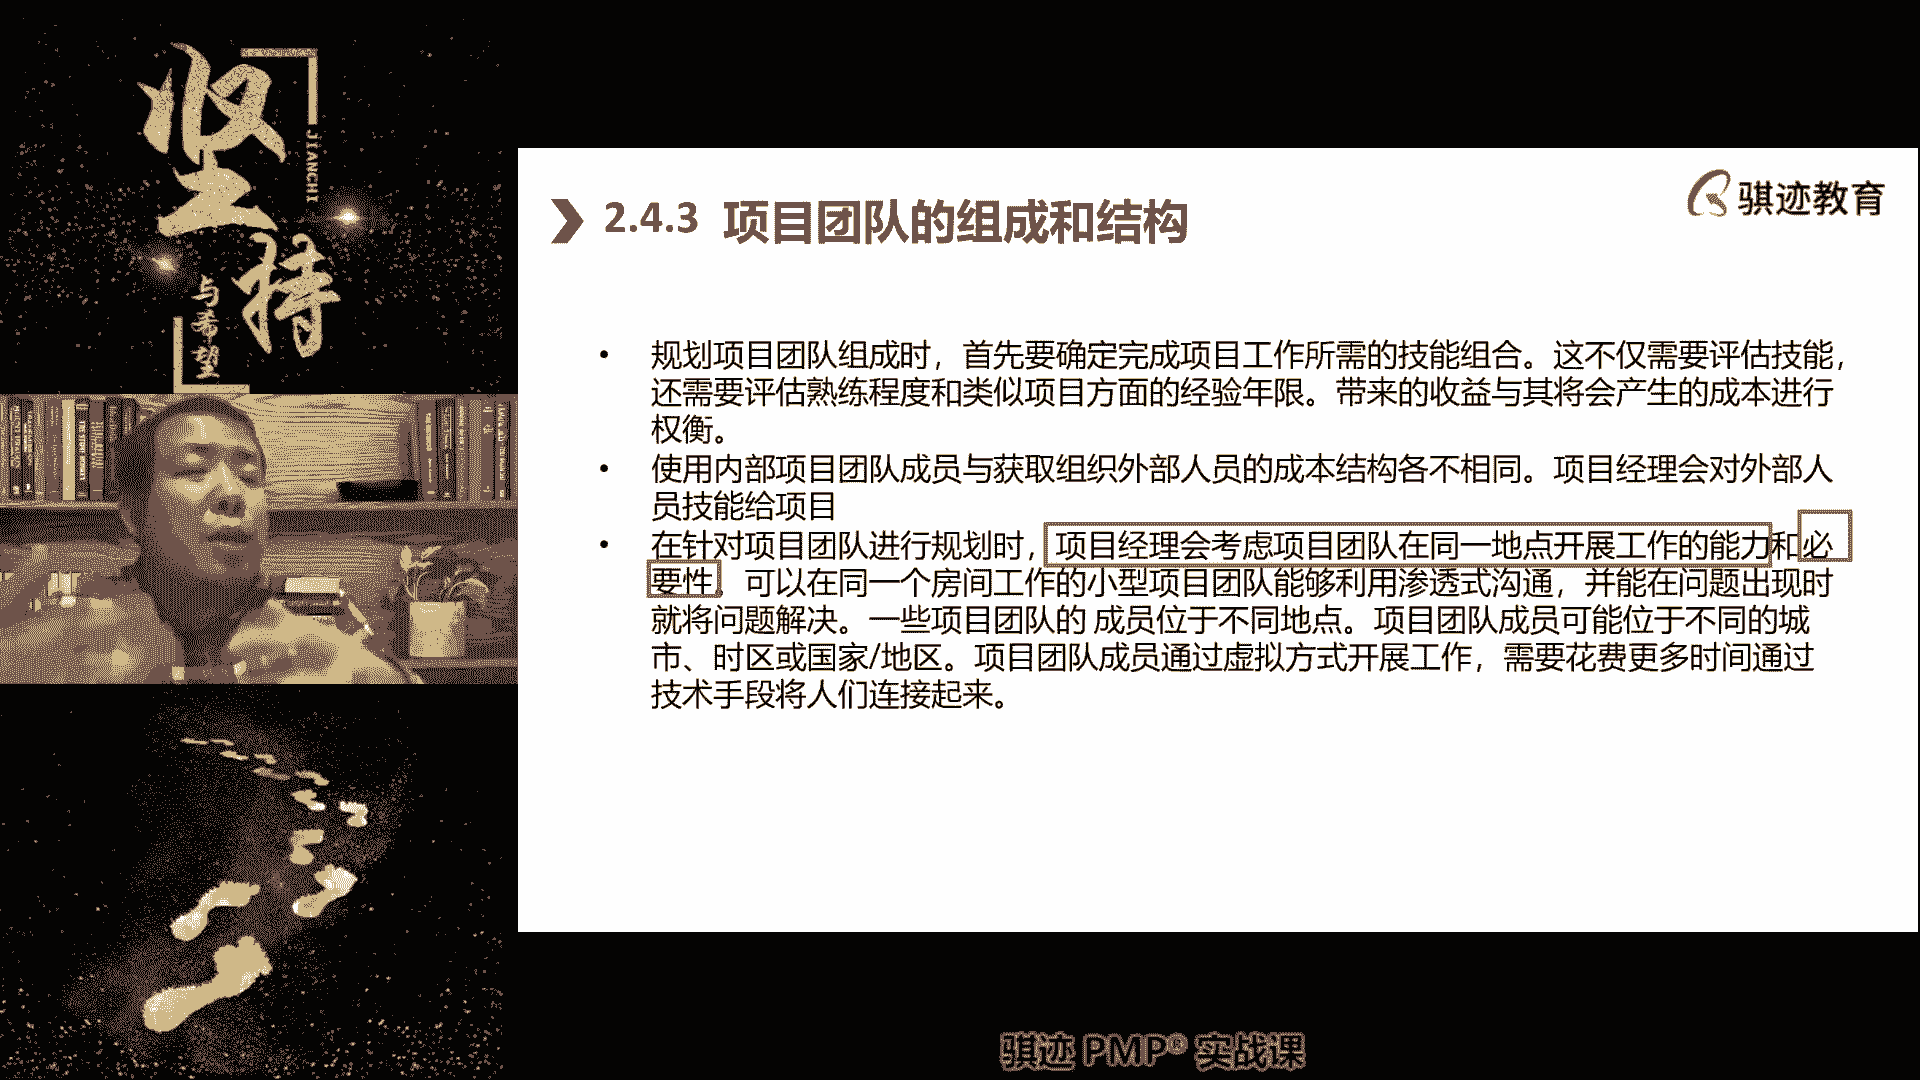 坚持
JIANCHI
与希望
骐迹教育
2.4.3 项目团队的组成和结构
• 规划项目团队组成时，首先要确定完成项目工作所需的技能组合。这不仅需要评估技能，
还需要评估熟练程度和类似项目方面的经验年限。带来的收益与其将会产生的成本进行
权衡。
• 使用内部项目团队成员与获取组织外部人员的成本结构各不相同。项目经理会对外部人
员技能给项目
• 在针对项目团队进行规划时，项目经理会考虑项目团队在同一地点开展工作的能力和必
要性。可以在同一个房间工作的小型项目团队能够利用渗透式沟通，并能在问题出现时
就将问题解决。一些项目团队的 成员位于不同地点。项目团队成员可能位于不同的城
市、时区或国家/地区。项目团队成员通过虚拟方式开展工作，需要花费更多时间通过
技术手段将人们连接起来。
骐迹 PMP® 实战课